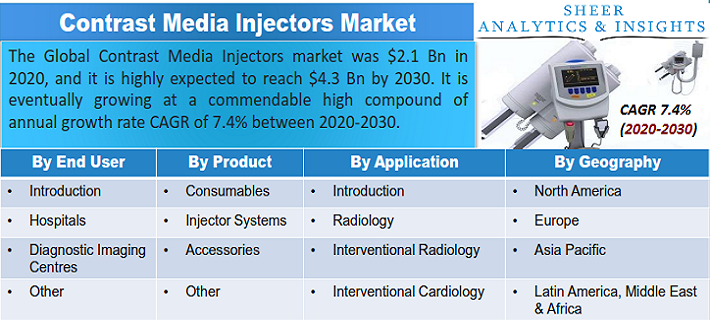 Contrast Media Injectors Market
SHEER
ANALYTICS & INSIGHTS
The Global Contrast Media Injectors market was $2.1 Bn in
2020, and it is highly expected to reach $4.3 Bn by 2030. It is
eventually growing at a commendable high compound of
annual growth rate CAGR of 7.4% between 2020-2030.
CAGR 7.4%
(2020-2030)
By End User
• Introduction
• Hospitals
• Diagnostic Imaging
Centres
• Other
By Product
• Consumables
• Injector Systems
• Accessories
• Other
By Application
• Introduction
• Radiology
• Interventional Radiology
• Interventional Cardiology
By Geography
• North America
• Europe
• Asia Pacific
• Latin America, Middle East
& Africa